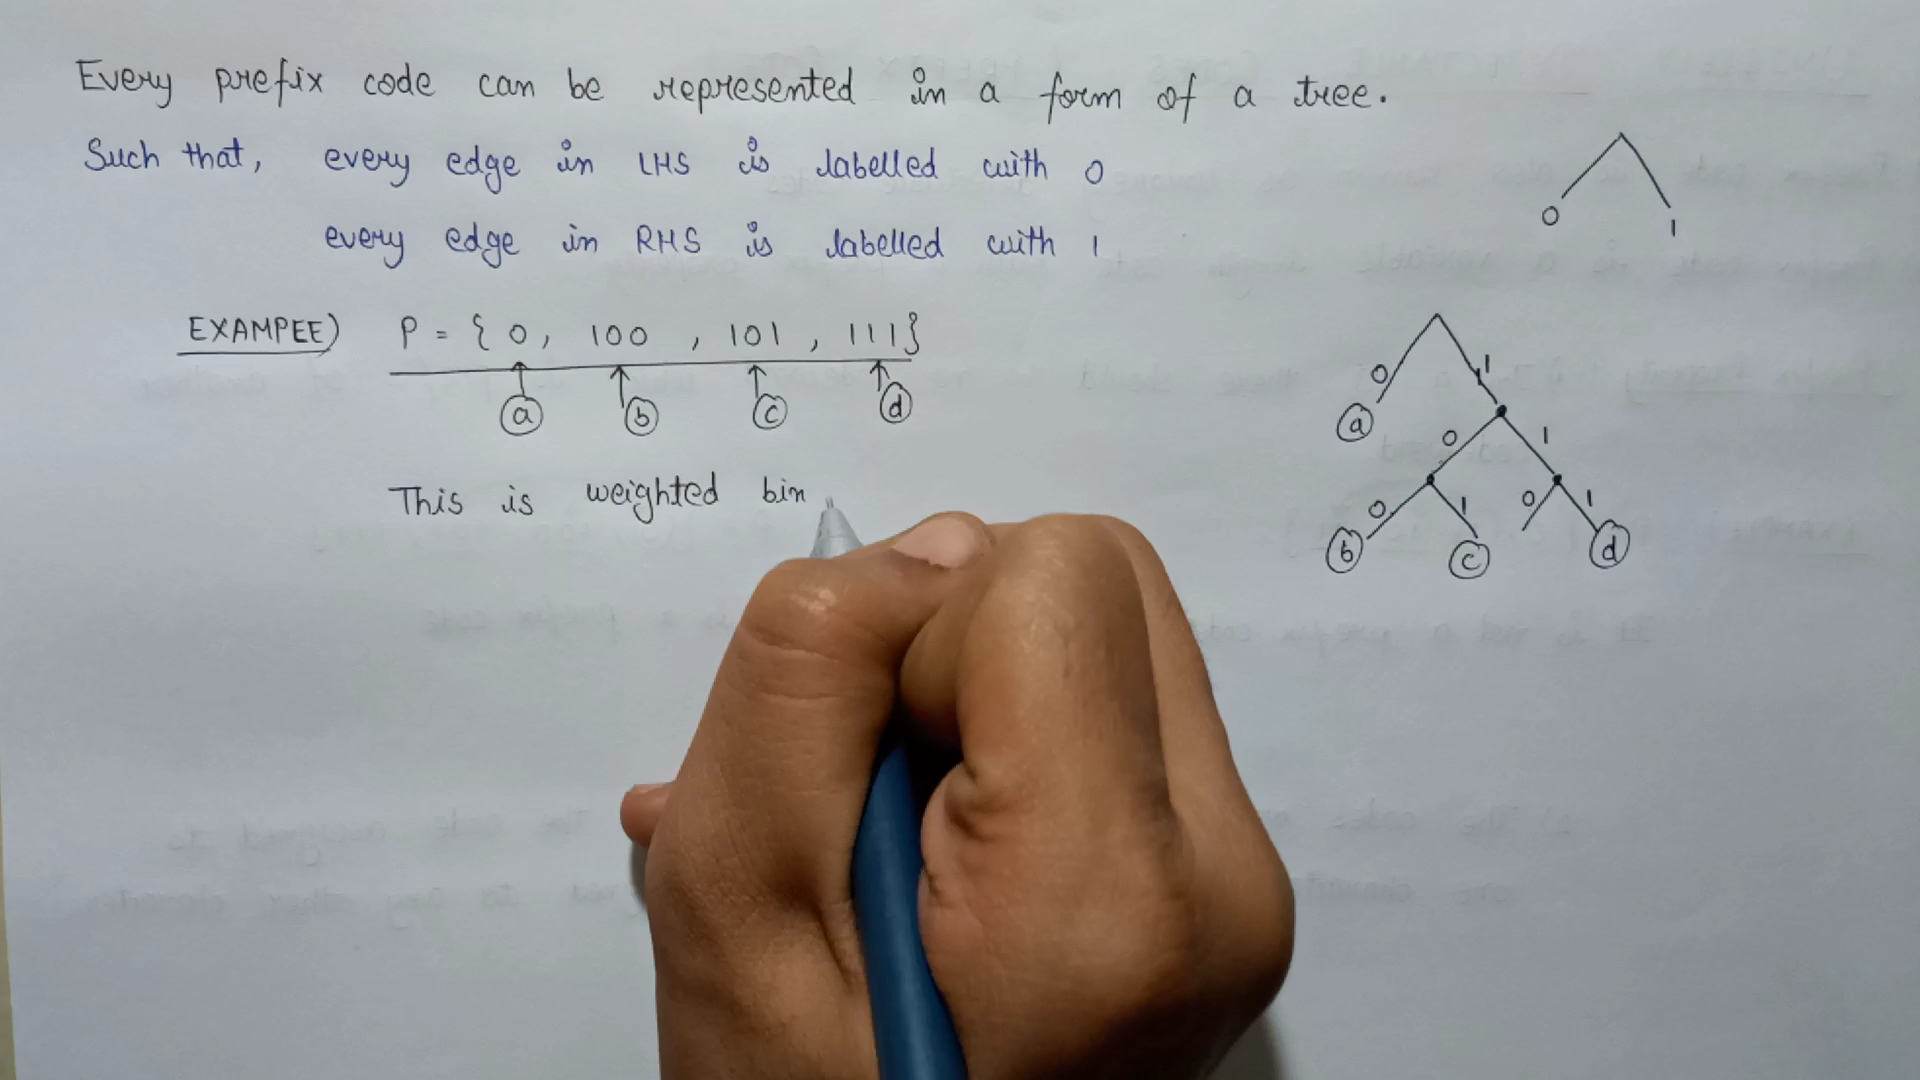 Every prefix code can be represented in a form of a tree.
Such that, every edge in LHS is labelled with 0
every edge in RHS is labelled with 1
0 1
EXAMPEE) P = { 0, 100 , 101 , 111}
a b c d
0 1
a
0 1
0 1 0 1
b c d
This is weighted bin